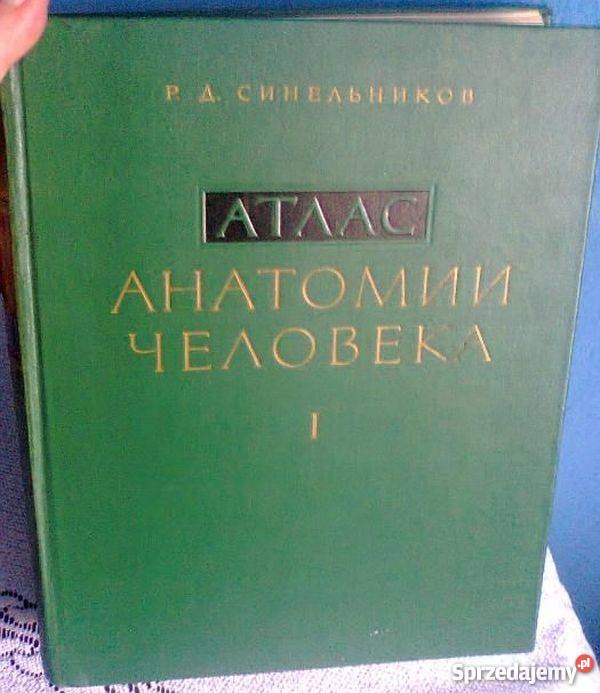 Р. Д. СИНЕЛЬНИКОВ
АТЛАС
АНАТОМИИ
ЧЕЛОВЕКА
I
Sprzedajemy.pl